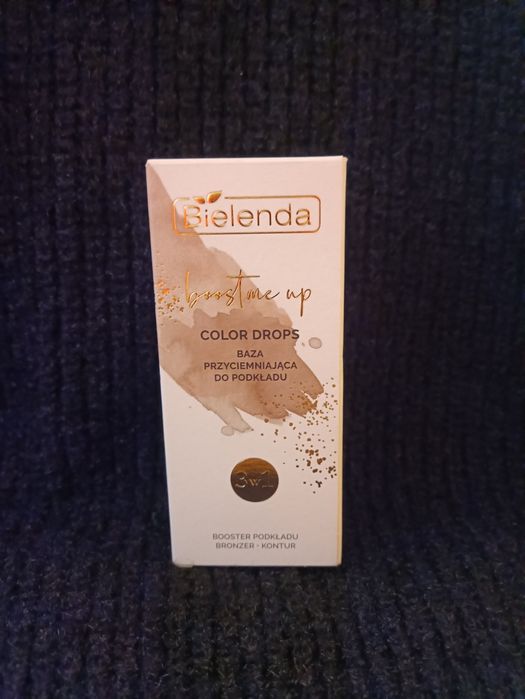 Bielenda
boost me up
COLOR DROPS
BAZA
PRZYCIEMNIAJĄCA
DO PODKŁADU
3w1
BOOSTER PODKŁADU
BRONZER - KONTUR